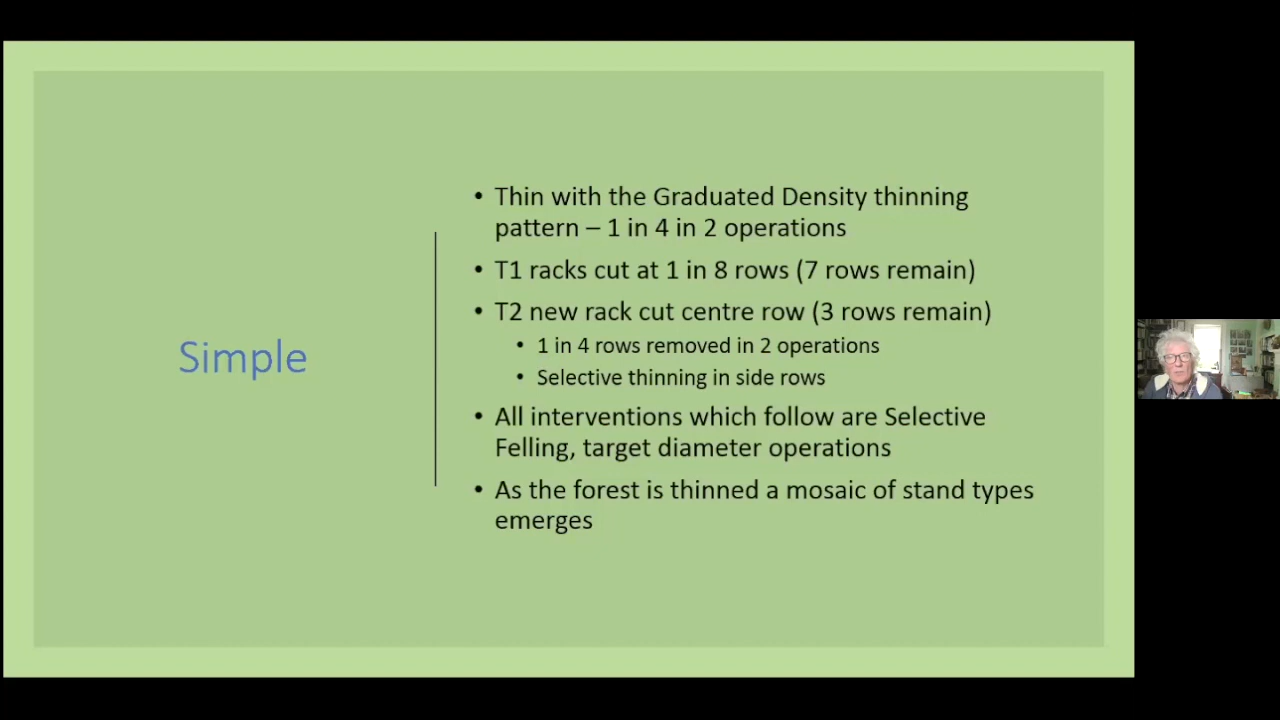 Simple
• Thin with the Graduated Density thinning
pattern – 1 in 4 in 2 operations
• T1 racks cut at 1 in 8 rows (7 rows remain)
• T2 new rack cut centre row (3 rows remain)
• 1 in 4 rows removed in 2 operations
• Selective thinning in side rows
• All interventions which follow are Selective
Felling, target diameter operations
• As the forest is thinned a mosaic of stand types
emerges